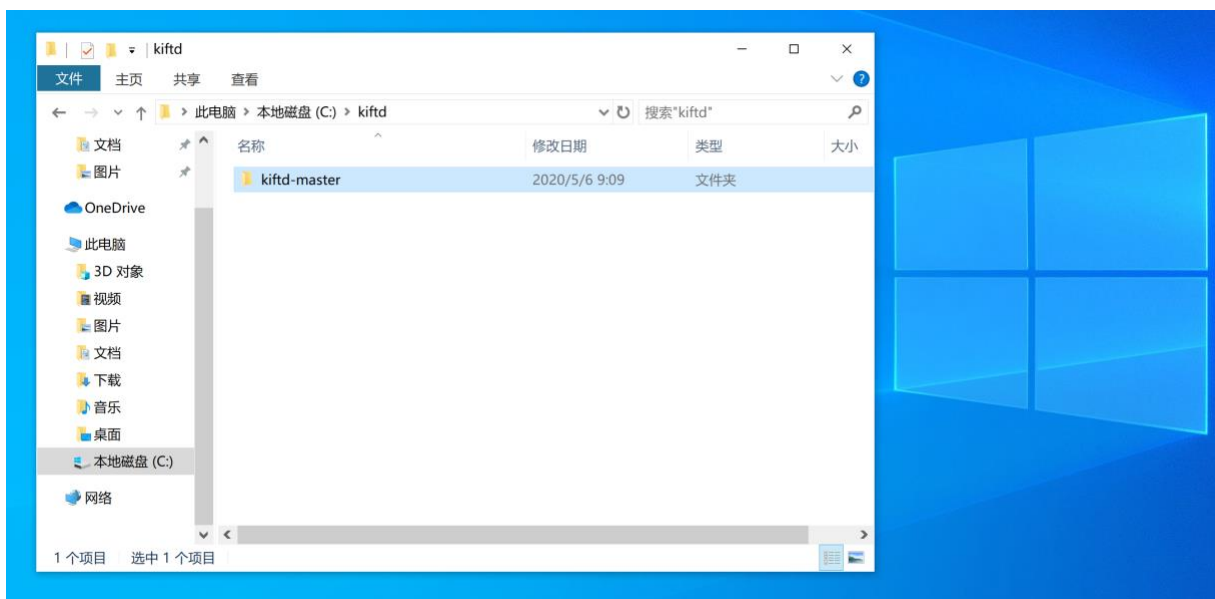 kiftd
文件 主页 共享 查看
此电脑 本地磁盘 (C:) kiftd
搜索"kiftd"
文档
图片
OneDrive
此电脑
3D 对象
视频
图片
文档
下载
音乐
桌面
本地磁盘 (C:)
网络
名称 修改日期 类型 大小
kiftd-master 2020/5/6 9:09 文件夹
1 个项目 选中 1 个项目